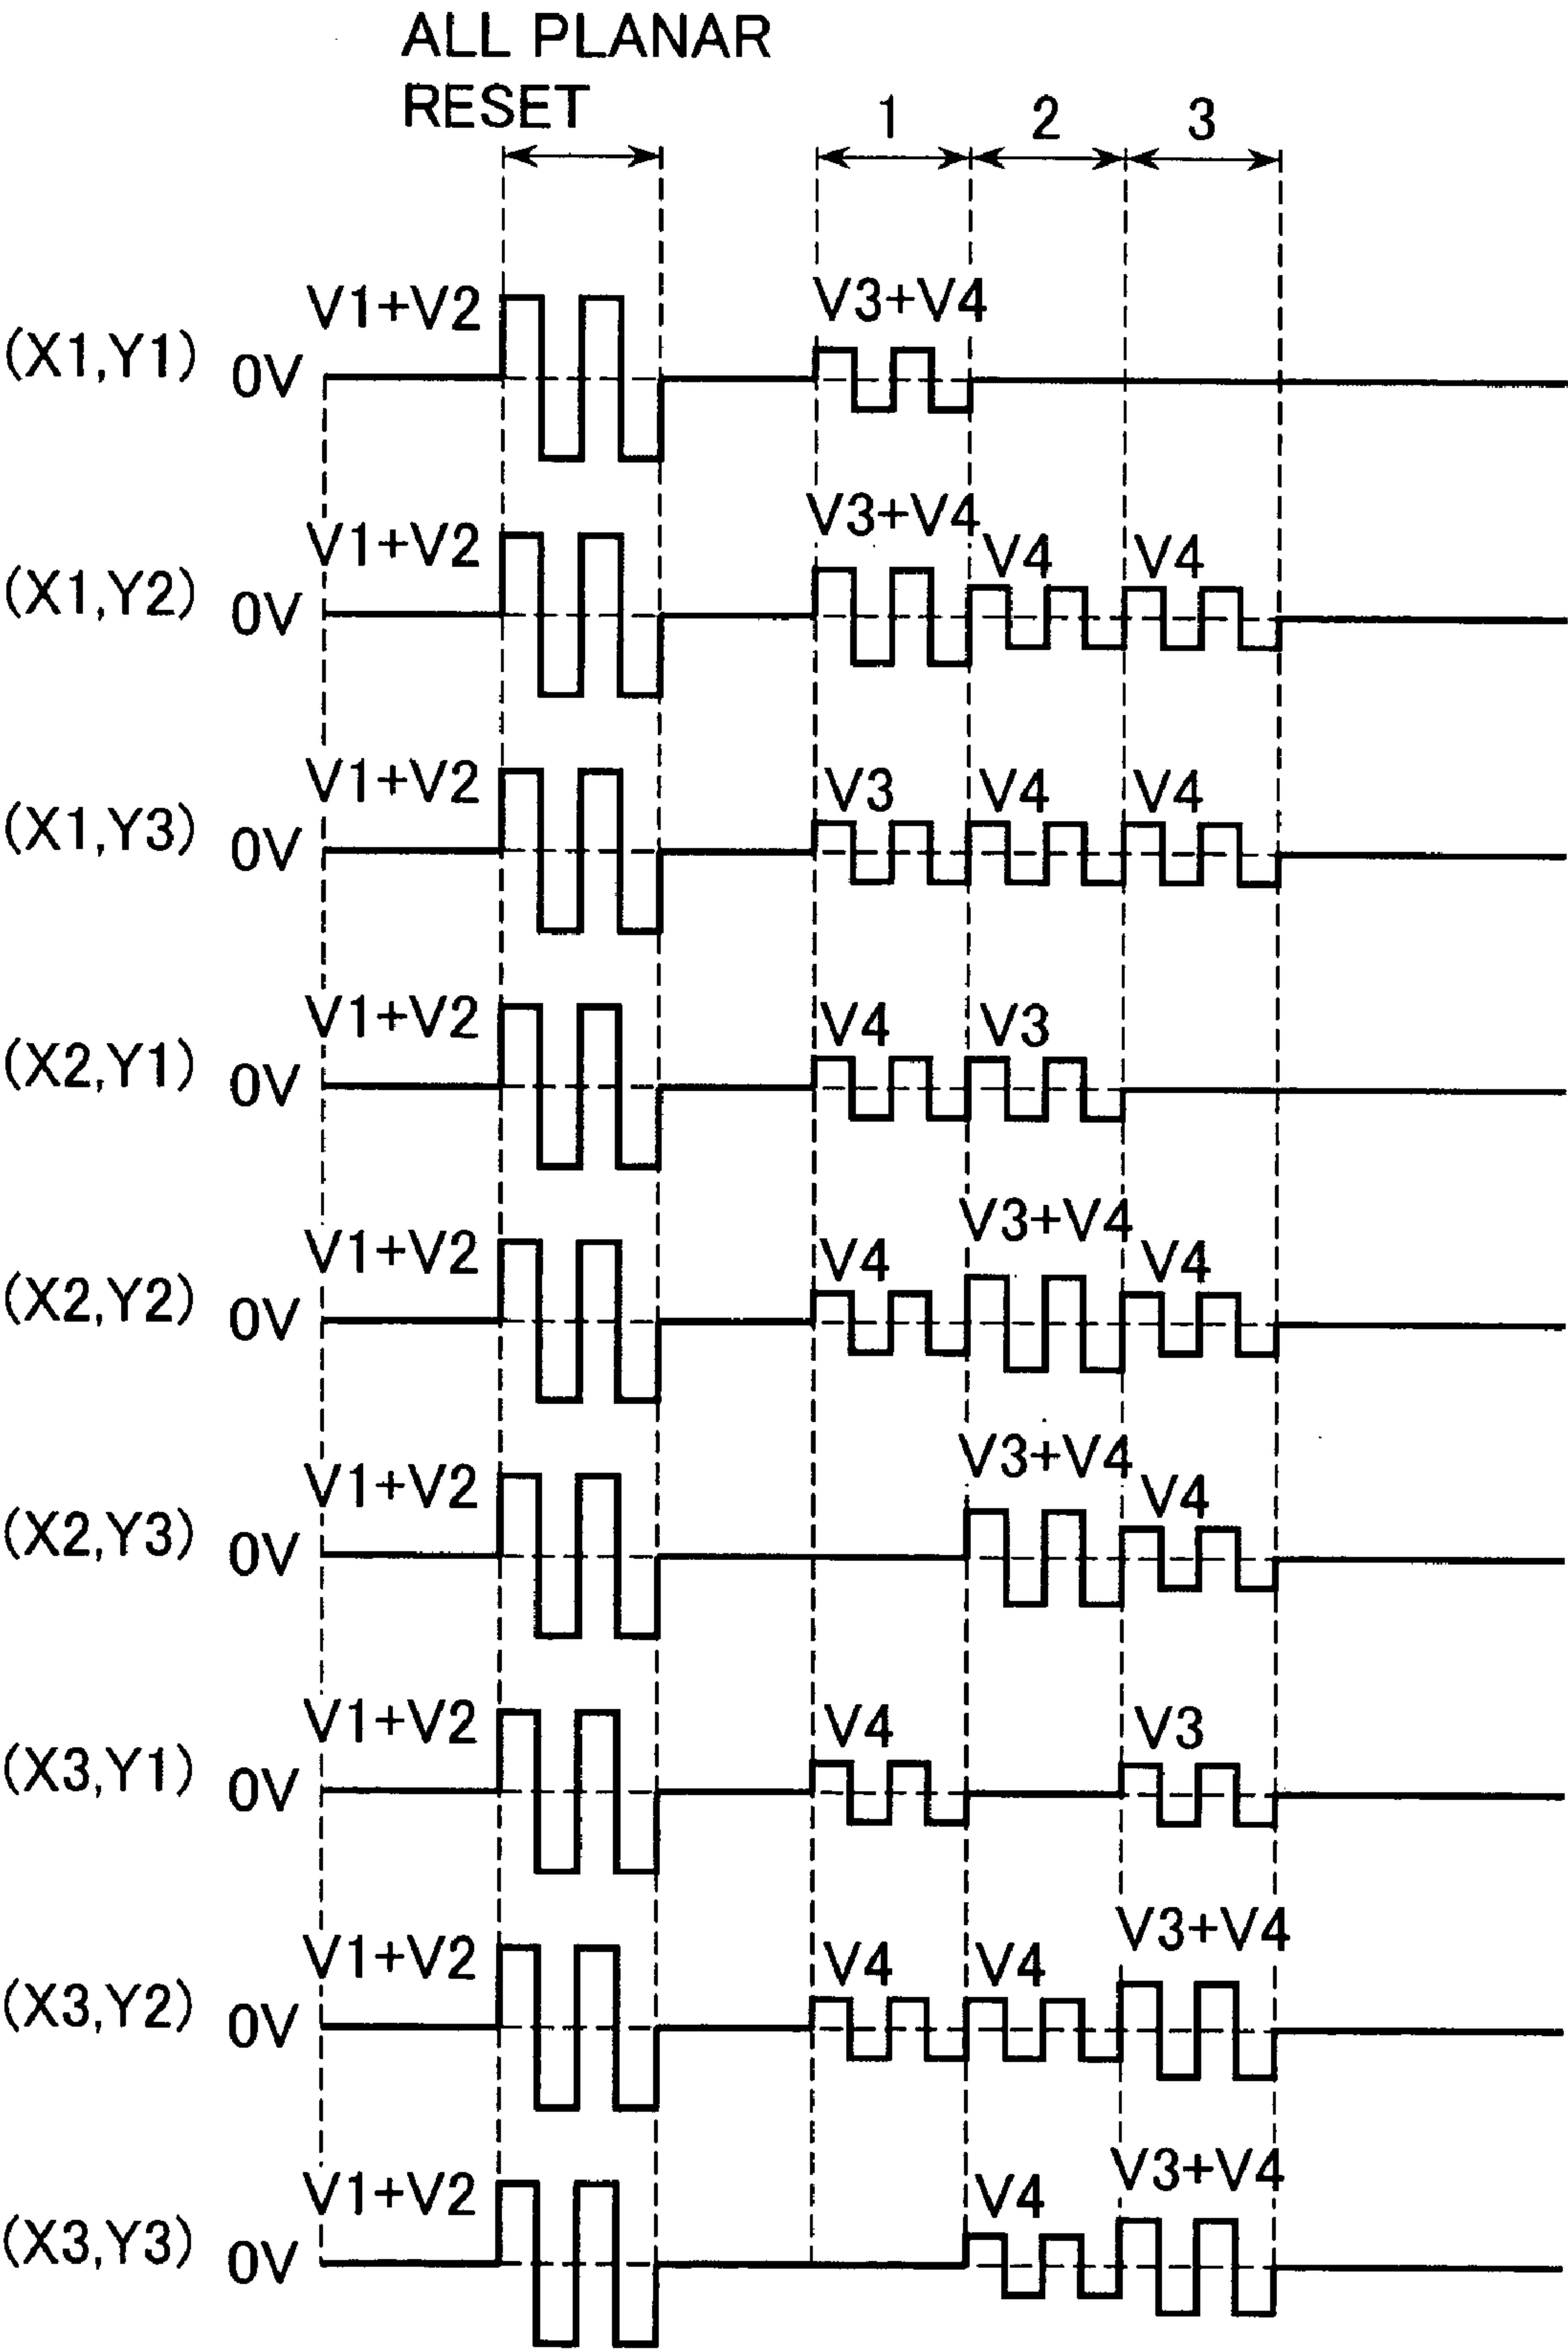 ALL PLANAR
RESET
1 2 3
V1+V2 V3+V4
(X1,Y1) 0V
V1+V2 V3+V4 V4 V4
(X1,Y2) 0V
V1+V2 V3 V4 V4
(X1,Y3) 0V
V1+V2 V4 V3
(X2,Y1) 0V
V1+V2 V4 V3+V4 V4
(X2,Y2) 0V
V1+V2 V3+V4 V4
(X2,Y3) 0V
V1+V2 V4 V3
(X3,Y1) 0V
V1+V2 V4 V4 V3+V4
(X3,Y2) 0V
V1+V2 V4 V3+V4
(X3,Y3) 0V